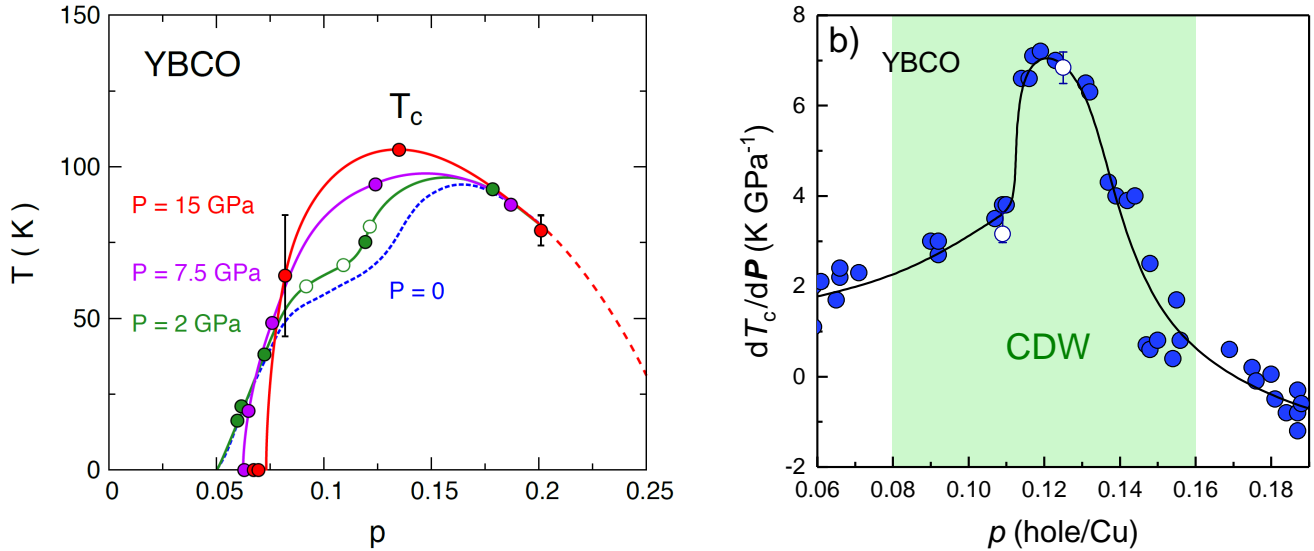 150
100
50
0
0
0.05
0.1
0.15
0.2
0.25
T ( K )
p
YBCO
T_c
P = 15 GPa
P = 7.5 GPa
P = 2 GPa
P = 0
b)
YBCO
CDW
8
6
4
2
0
-2
0.06
0.08
0.10
0.12
0.14
0.16
0.18
dT_c/dP (K GPa⁻¹)
p (hole/Cu)